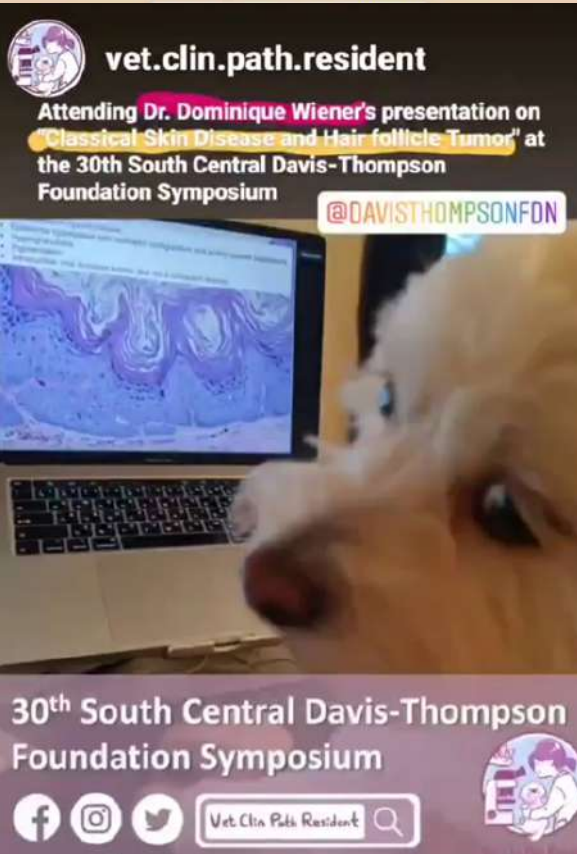 vet.clin.path.resident
Attending Dr. Dominique Wiener's presentation on
"Classical Skin Disease and Hair follicle Tumor" at
the 30th South Central Davis-Thompson
Foundation Symposium
@DAVISTHOMPSONFDN
30th South Central Davis-Thompson
Foundation Symposium
Vet Clin Path Resident